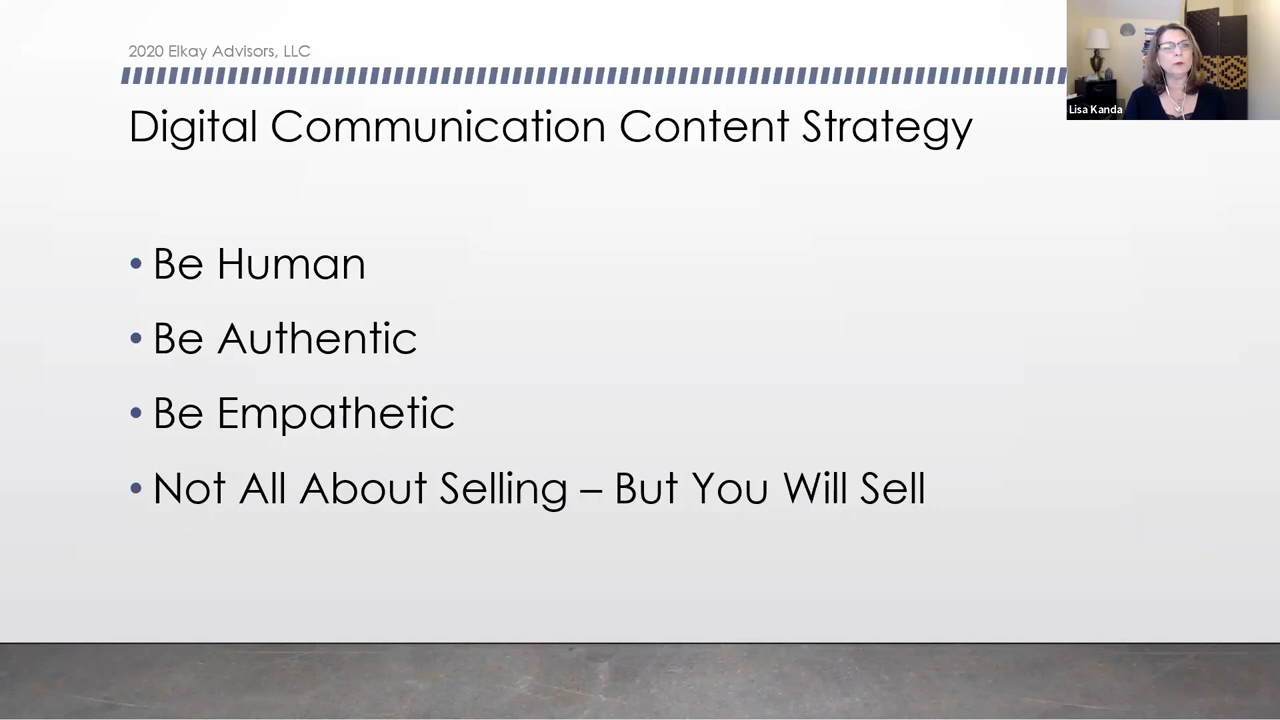 2020 Elkay Advisors, LLC
Digital Communication Content Strategy
Lisa Kanda
• Be Human
• Be Authentic
• Be Empathetic
• Not All About Selling – But You Will Sell